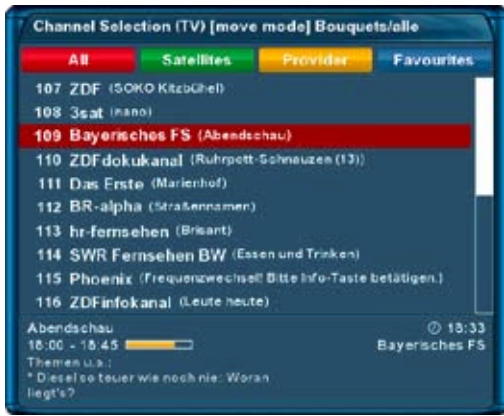 Channel Selection (TV) [move mode] Bouquets/alle
All Satellites Provider Favourites
107 ZDF (SOKO Kitzbühel)
108 3sat (nano)
109 Bayerisches FS (Abendschau)
110 ZDFdokukanal (Ruhrpott-Schnauzen (13))
111 Das Erste (Marienhof)
112 BR-alpha (Straßennamen)
113 hr-fernsehen (Brisant)
114 SWR Fernsehen BW (Essen und Trinken)
115 Phoenix (Frequenzwechsel! Bitte Info-Taste betätigen.)
116 ZDFinfokanal (Leute heute)
Abendschau 18:33
18:00 - 18:45 Bayerisches FS
Themen u.a.:
* Diesel so teuer wie noch nie: Woran
liegt's?